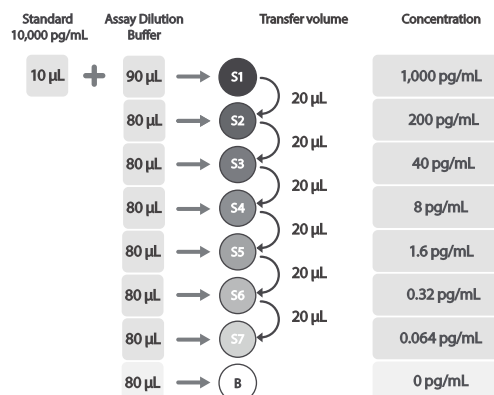 Standard Assay Dilution Transfer volume Concentration
10,000 pg/mL Buffer
10 µL + 90 µL S1 1,000 pg/mL
20 µL
80 µL S2 200 pg/mL
20 µL
80 µL S3 40 pg/mL
20 µL
80 µL S4 8 pg/mL
20 µL
80 µL S5 1.6 pg/mL
20 µL
80 µL S6 0.32 pg/mL
20 µL
80 µL S7 0.064 pg/mL
80 µL B 0 pg/mL